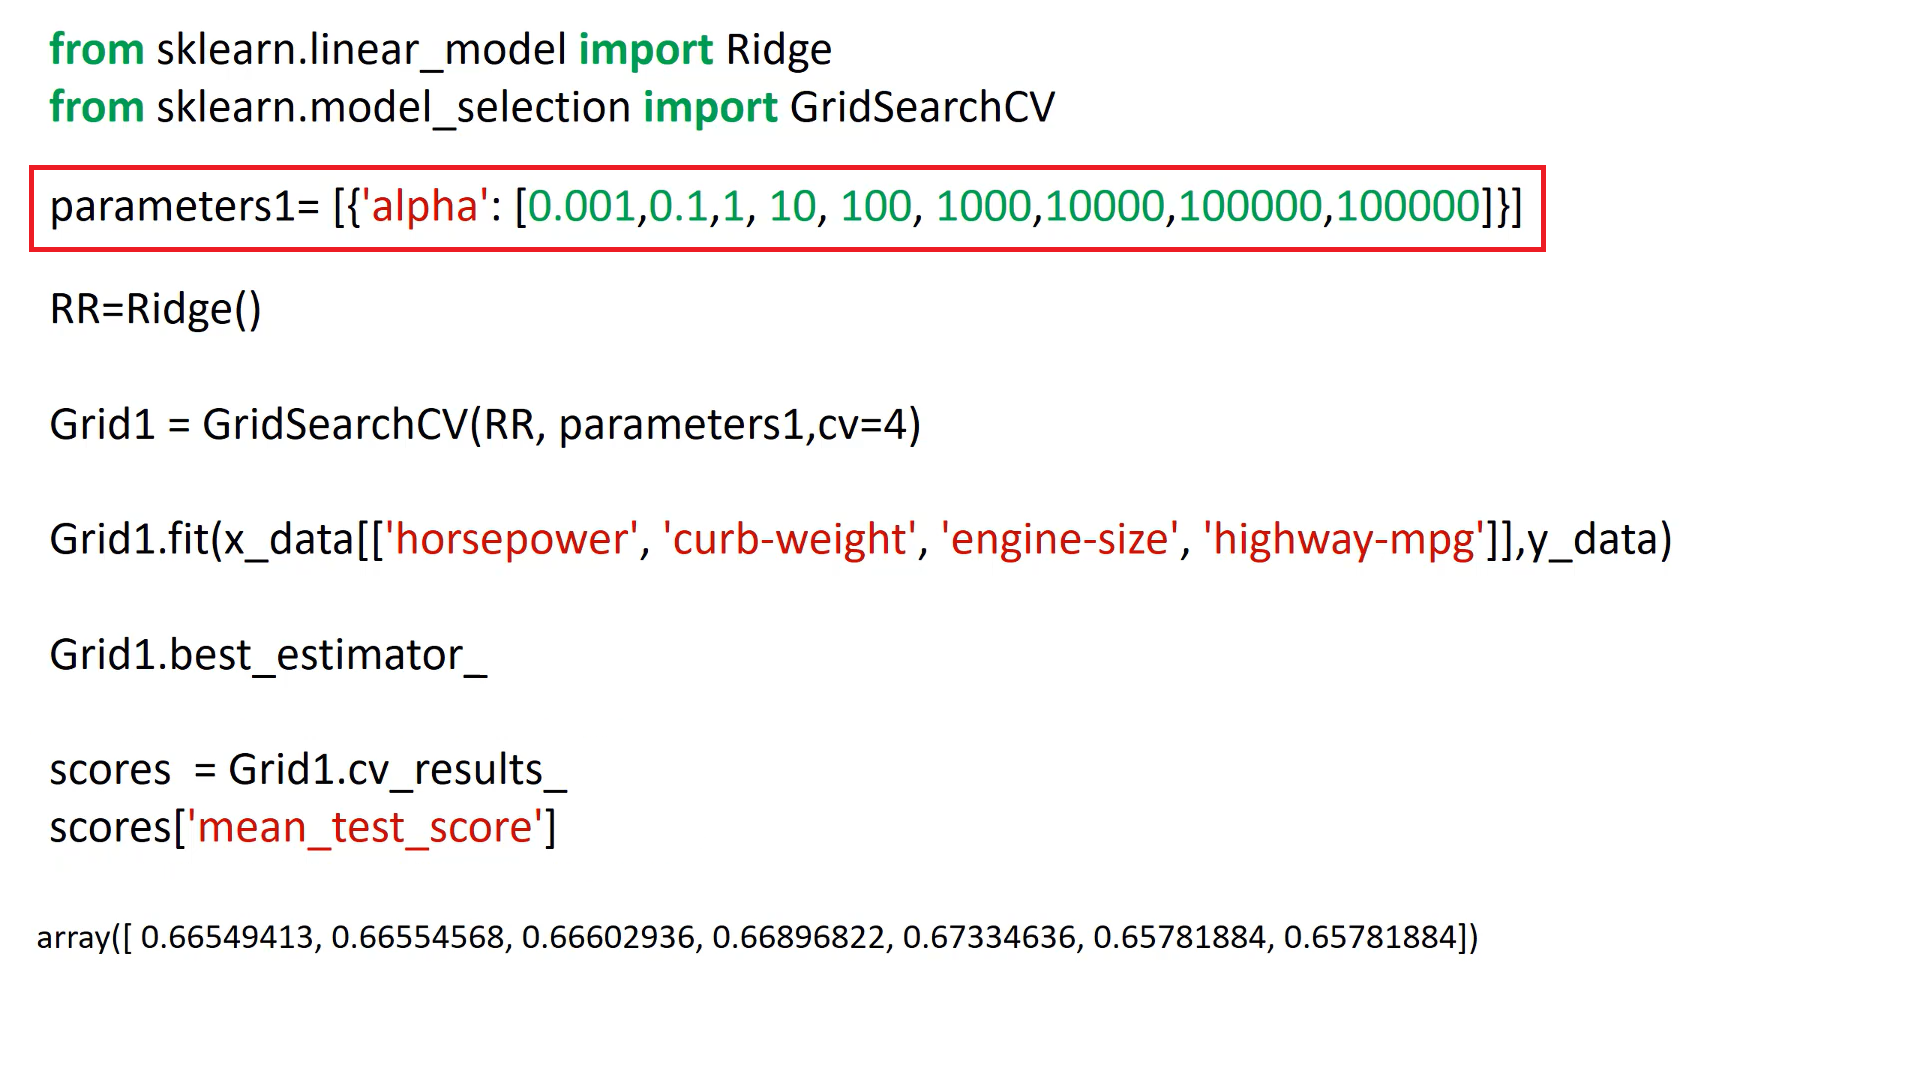 from sklearn.linear_model import Ridge
from sklearn.model_selection import GridSearchCV
parameters1= [{'alpha': [0.001,0.1,1, 10, 100, 1000,10000,100000,100000]}]
RR=Ridge()
Grid1 = GridSearchCV(RR, parameters1,cv=4)
Grid1.fit(x_data[['horsepower', 'curb-weight', 'engine-size', 'highway-mpg']],y_data)
Grid1.best_estimator_
scores  = Grid1.cv_results_
scores['mean_test_score']
array([ 0.66549413, 0.66554568, 0.66602936, 0.66896822, 0.67334636, 0.65781884, 0.65781884])